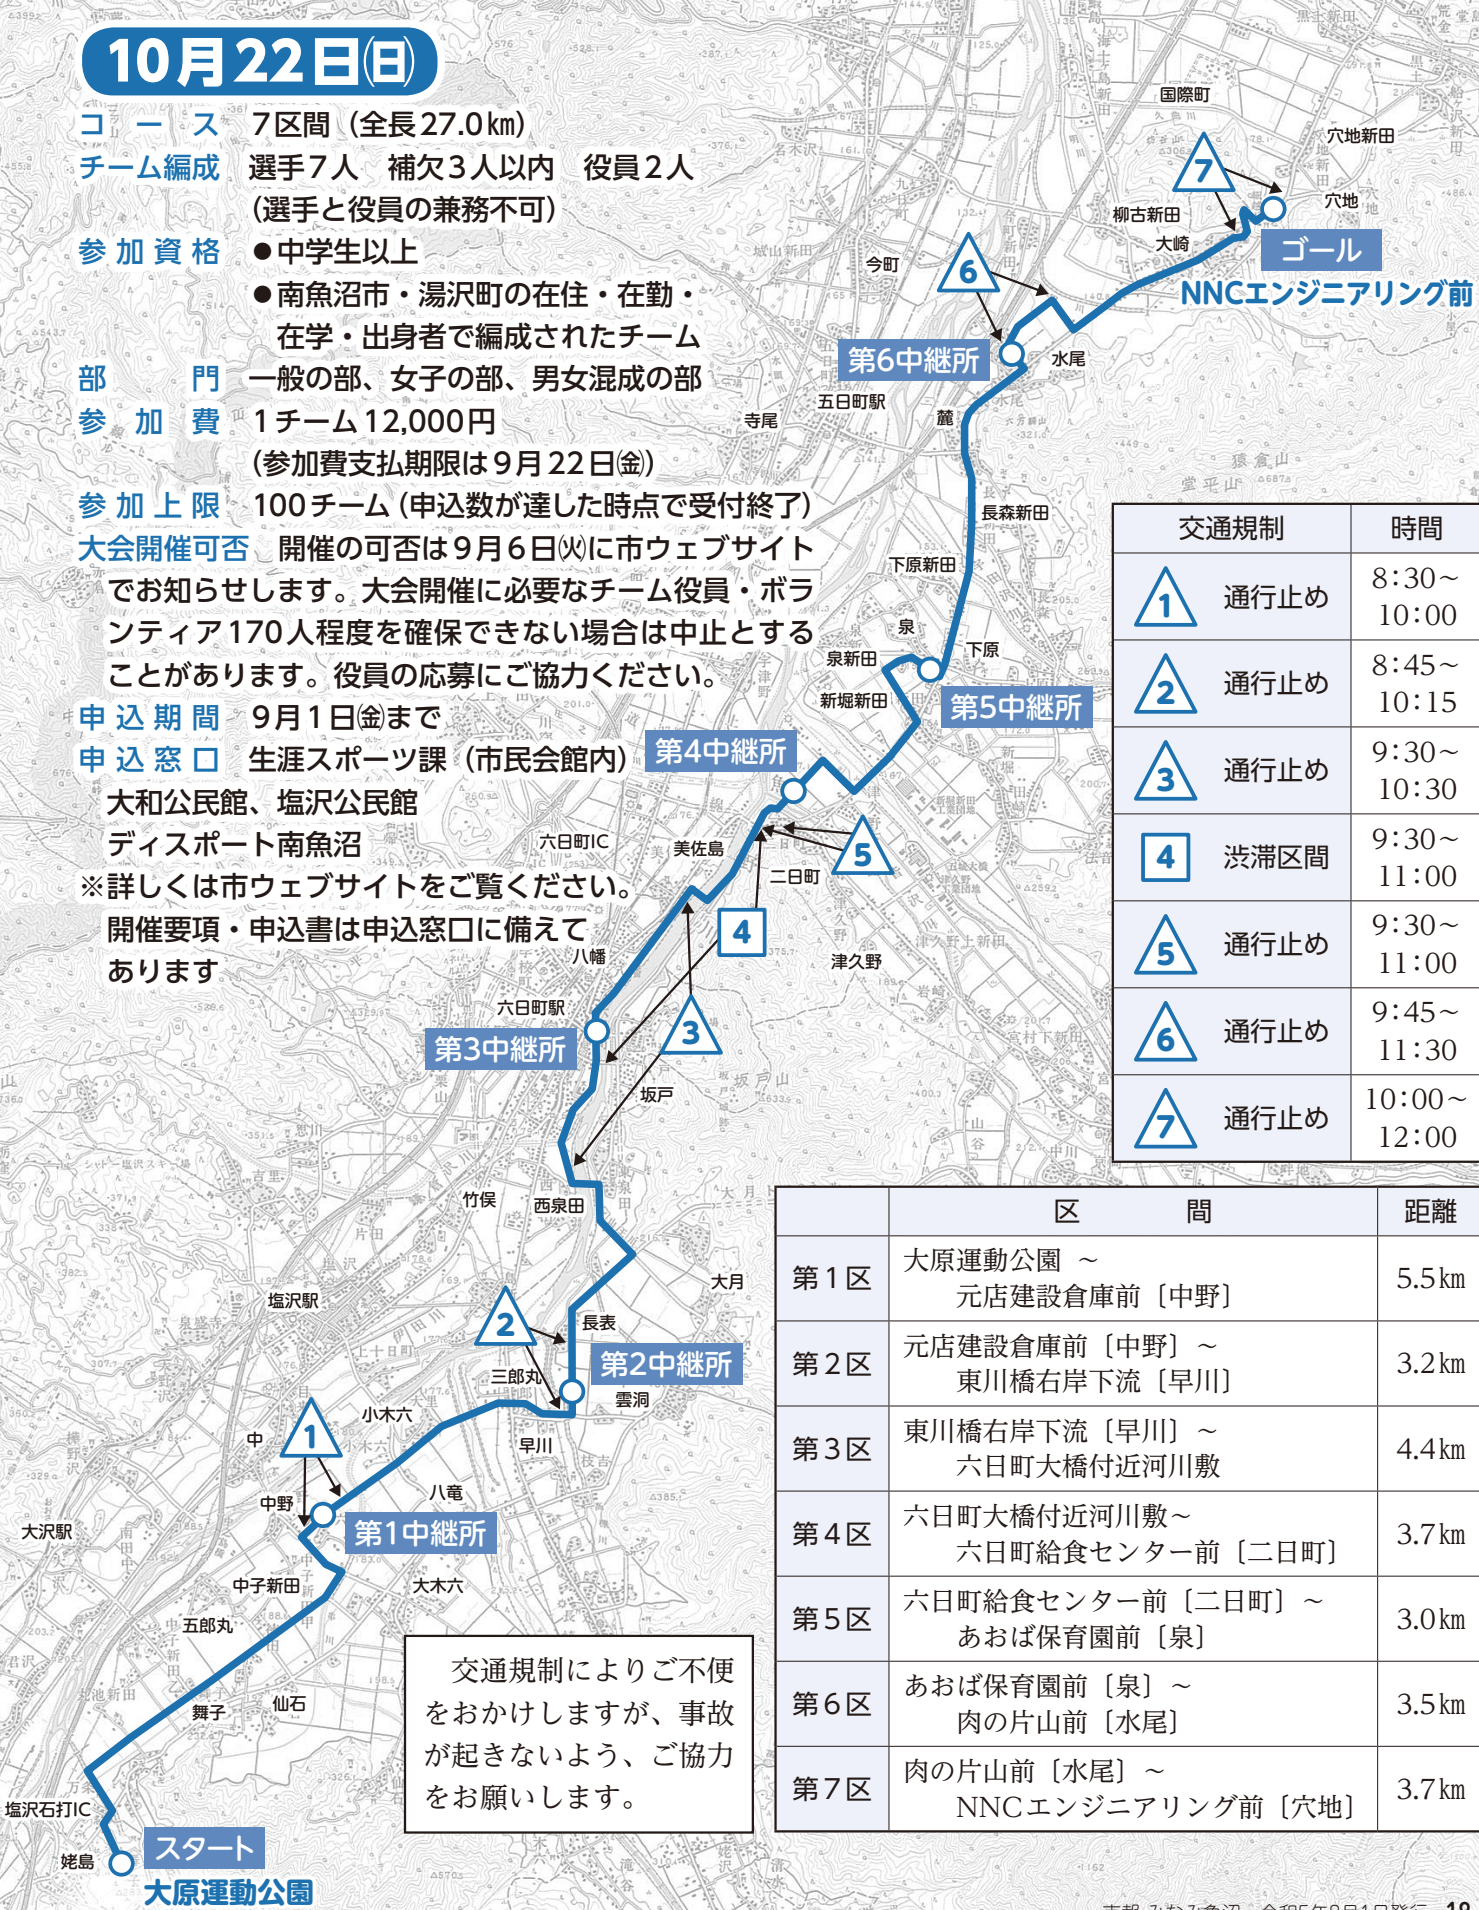 10月22日㈰
コース 7区間（全長27.0㎞）
チーム編成 選手7人 補欠3人以内 役員2人
（選手と役員の兼務不可）
参加資格 ●中学生以上
●南魚沼市・湯沢町の在住・在勤・
在学・出身者で編成されたチーム
部門 一般の部、女子の部、男女混成の部
参加費 1チーム12,000円
（参加費支払期限は9月22日㈮）
参加上限 100チーム（申込数が達した時点で受付終了）
大会開催可否 開催の可否は9月6日㈫に市ウェブサイト
でお知らせします。大会開催に必要なチーム役員・ボラ
ンティア170人程度を確保できない場合は中止とする
ことがあります。役員の応募にご協力ください。
申込期間 9月1日㈮まで
申込窓口 生涯スポーツ課（市民会館内）
大和公民館、塩沢公民館
ディスポート南魚沼
※詳しくは市ウェブサイトをご覧ください。
開催要項・申込書は申込窓口に備えて
あります
国際町
穴地新田
7
穴地
柳古新田
大崎
ゴール
NNCエンジニアリング前
今町
6
第6中継所
水尾
五日町駅
寺尾
麓
長森新田
下原新田
泉
下原
泉新田
新堀新田
第5中継所
第4中継所
六日町IC
美佐島
5
二日町
4
八幡
津久野
六日町駅
3
第3中継所
坂戸
竹俣
西泉田
大月
塩沢駅
2
長表
第2中継所
三郎丸
雲洞
小木六
1
中
早川
八竜
中野
大沢駅
第1中継所
中子新田
大木六
五郎丸
舞子
仙石
塩沢石打IC
姥島
スタート
大原運動公園
交通規制 時間
1 通行止め 8:30～
10:00
2 通行止め 8:45～
10:15
3 通行止め 9:30～
10:30
4 渋滞区間 9:30～
11:00
5 通行止め 9:30～
11:00
6 通行止め 9:45～
11:30
7 通行止め 10:00～
12:00
区間 距離
第1区 大原運動公園 ～
元店建設倉庫前〔中野〕 5.5㎞
第2区 元店建設倉庫前〔中野〕～
東川橋右岸下流〔早川〕 3.2㎞
第3区 東川橋右岸下流〔早川〕～
六日町大橋付近河川敷 4.4㎞
第4区 六日町大橋付近河川敷～
六日町給食センター前〔二日町〕 3.7㎞
第5区 六日町給食センター前〔二日町〕～
あおば保育園前〔泉〕 3.0㎞
第6区 あおば保育園前〔泉〕～
肉の片山前〔水尾〕 3.5㎞
第7区 肉の片山前〔水尾〕～
NNCエンジニアリング前〔穴地〕 3.7㎞
交通規制によりご不便
をおかけしますが、事故
が起きないよう、ご協力
をお願いします。